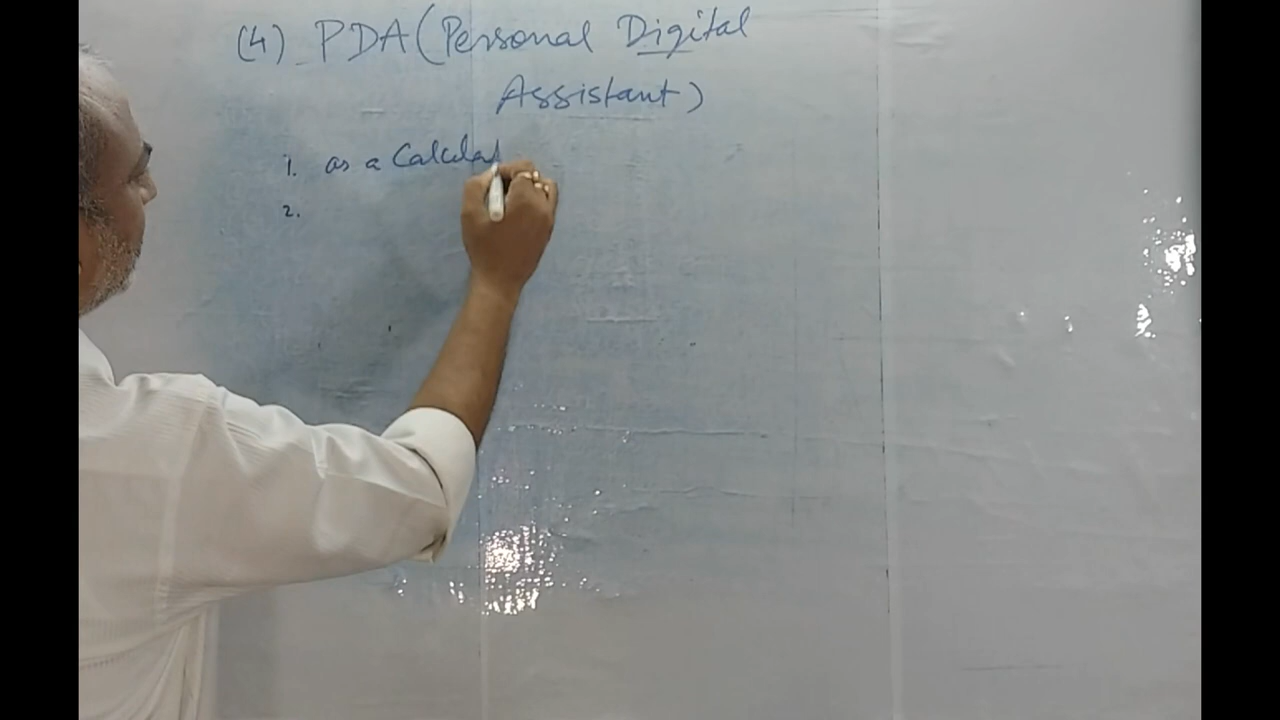 (4) PDA (Personal Digital
Assistant)
1. as a Calculat
2.